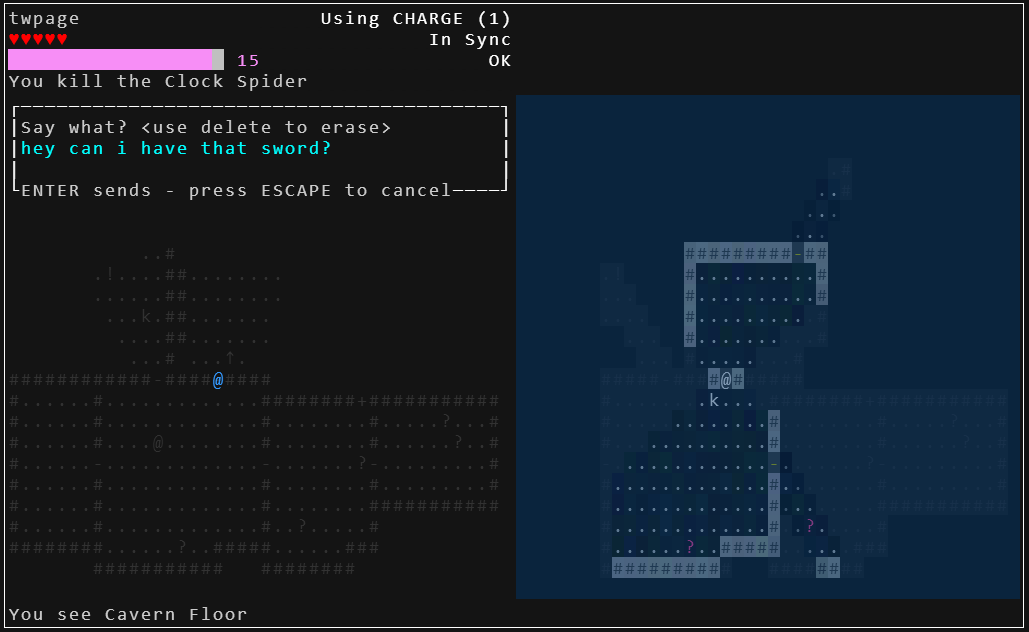 twpage
Using CHARGE (1)
♥♥♥♥♥
In Sync
15
OK
You kill the Clock Spider
Say what? <use delete to erase>
hey can i have that sword?
ENTER sends - press ESCAPE to cancel
You see Cavern Floor